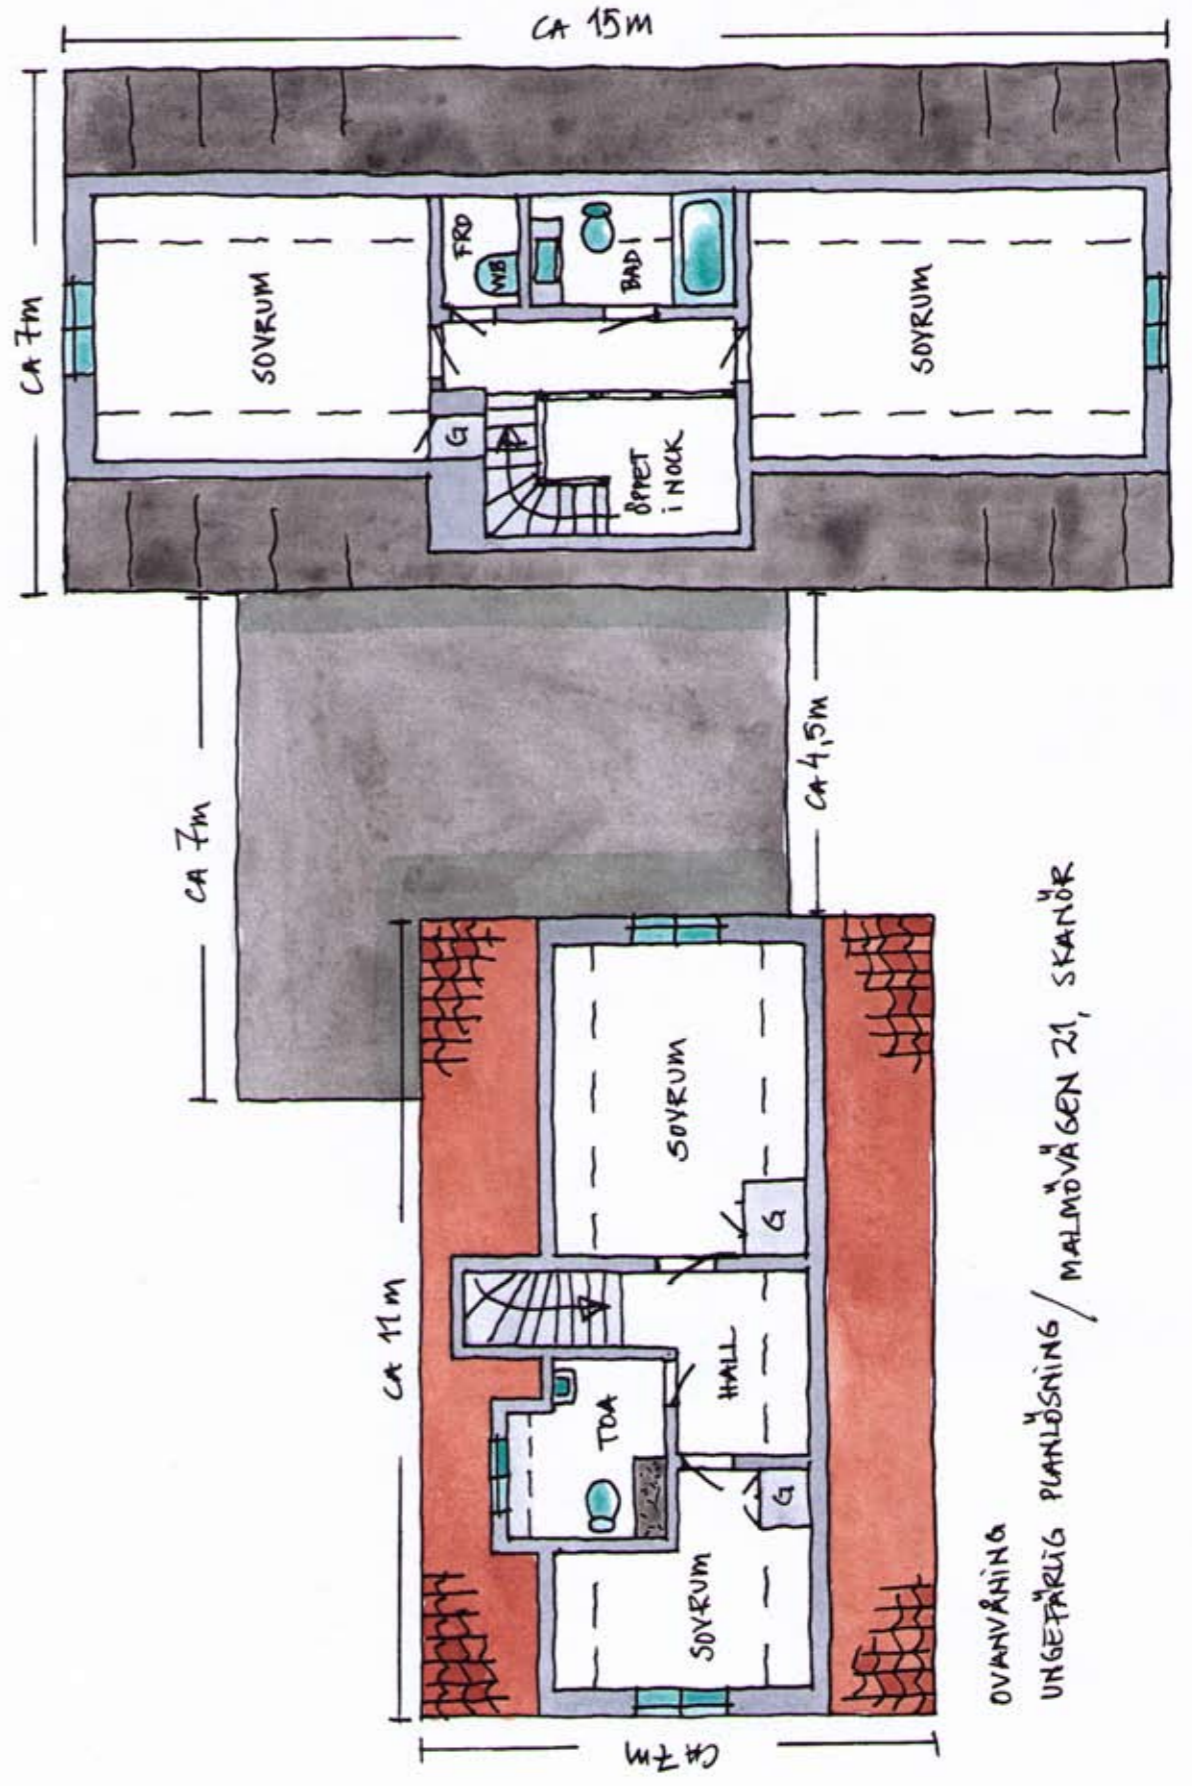 CA 15M
CA 7M
SOVRUM
FRD
WB
BAD
SOVRUM
G
ÖPPET
I NOCK
CA 7M
CA 4,5M
CA 11M
SOVRUM
G
HALL
TOA
G
SOVRUM
CA 7M
OVANVÅNING
UNGEFÄRLIG PLANLÖSNING / MALMÖVÄGEN 21, SKANÖR